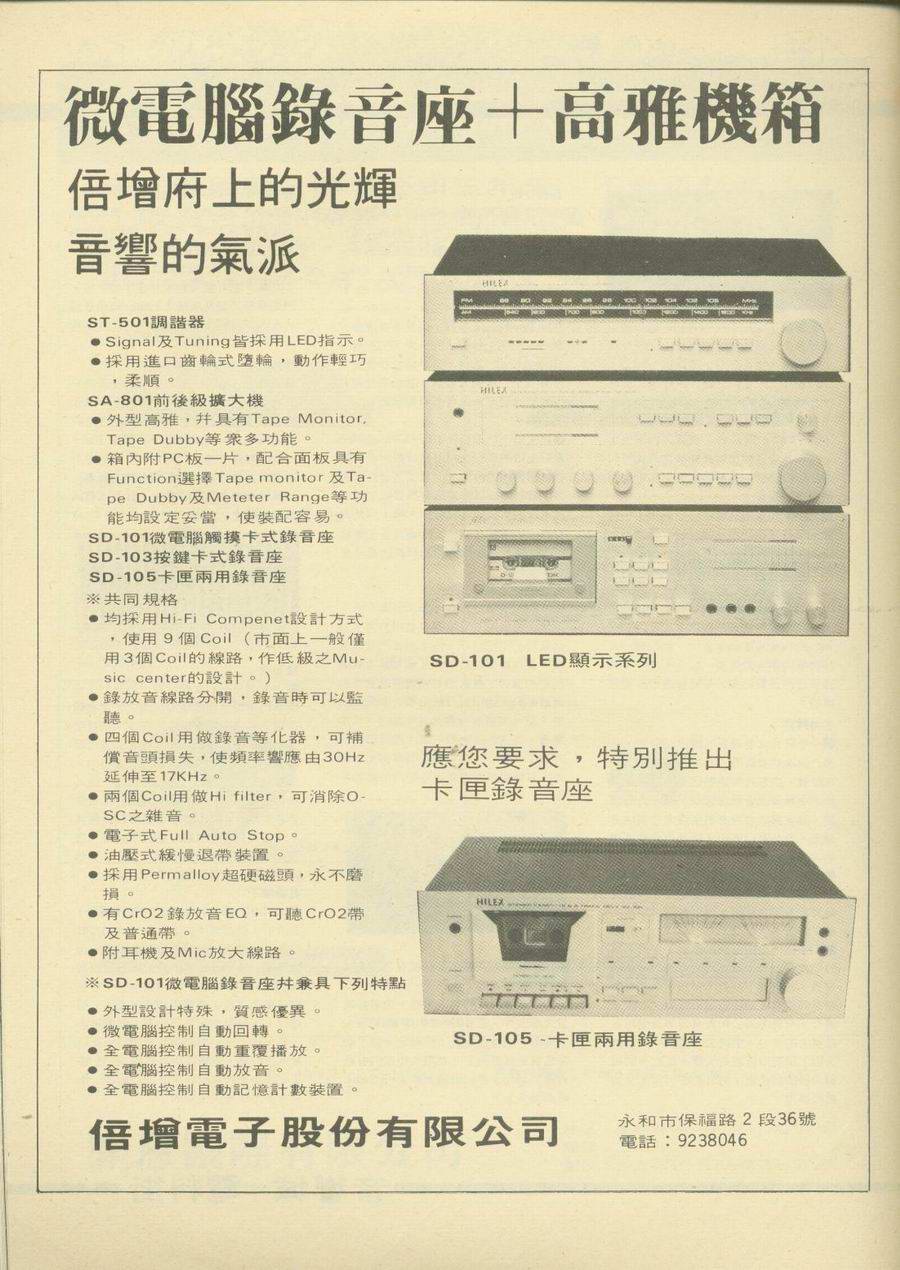 微電腦錄音座＋高雅機箱
倍增府上的光輝
音響的氣派
ST-501調諧器
●Signal及Tuning皆採用LED指示。
●採用進口齒輪式墮輪，動作輕巧
，柔順。
SA-801前後級擴大機
●外型高雅，幷具有Tape Monitor,
Tape Dubby等衆多功能。
●箱內附PC板一片，配合面板具有
Function選擇Tape monitor及Ta-
pe Dubby及Meteter Range等功
能均設定妥當，使裝配容易。
SD-101微電腦觸摸卡式錄音座
SD-103按鍵卡式錄音座
SD-105卡匣兩用錄音座
※共同規格
●均採用Hi-Fi Compenet設計方式
，使用9個Coil（市面上一般僅
用3個Coil的線路，作低級之Mu-
sic center的設計。）
●錄放音線路分開，錄音時可以監
聽。
●四個Coil用做錄音等化器，可補
償音頭損失，使頻率響應由30Hz
延伸至17KHz。
●兩個Coil用做Hi filter，可消除O-
SC之雜音。
●電子式Full Auto Stop。
●油壓式緩慢退帶裝置。
●採用Permalloy超硬磁頭，永不磨
損。
●有CrO2錄放音EQ，可聽CrO2帶
及普通帶。
●附耳機及Mic放大線路。
※SD-101微電腦錄音座幷兼具下列特點
●外型設計特殊，質感優異。
●微電腦控制自動回轉。
●全電腦控制自動重覆播放。
●全電腦控制自動放音。
●全電腦控制自動記憶計數裝置。
HILEX
FM 88 90 92 94 96 98 100 102 104 106 108 MHz
AM
HILEX
SD-101 LED顯示系列
應您要求，特別推出
卡匣錄音座
HILEX
SD-105 -卡匣兩用錄音座
倍增電子股份有限公司
永和市保福路2段36號
電話：9238046